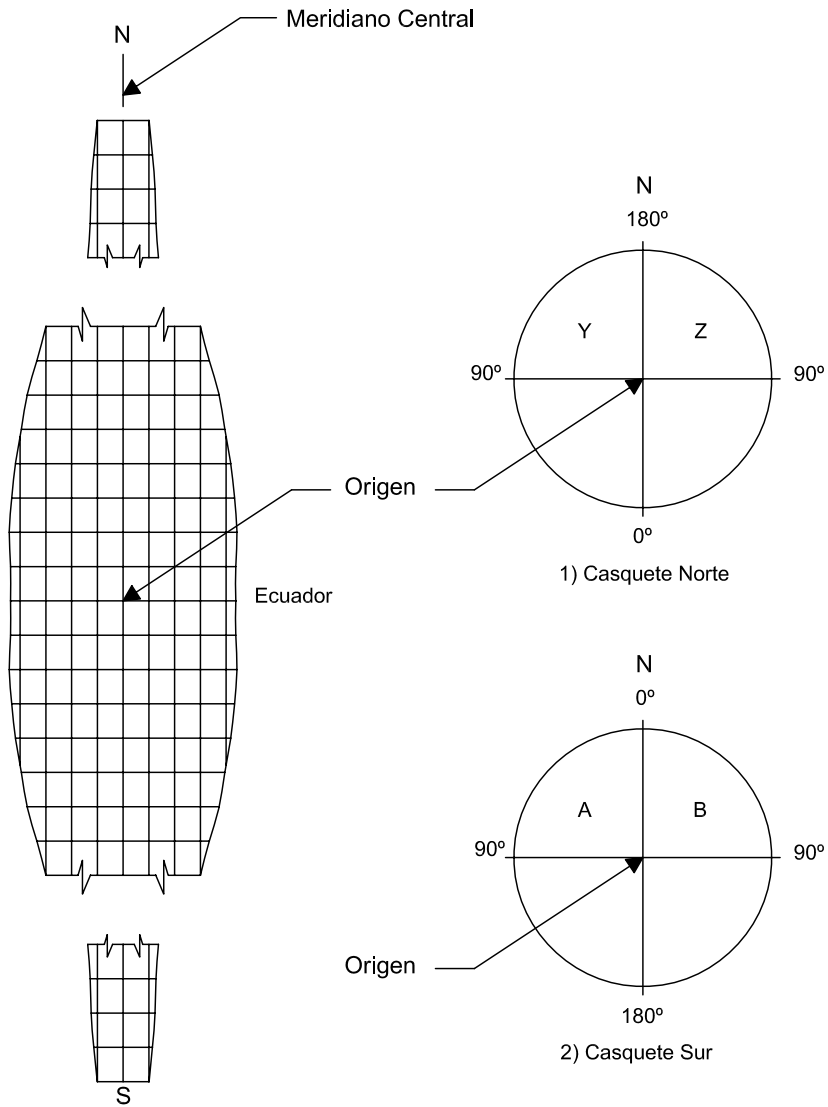 Meridiano Central
N
Origen
Ecuador
S
N
180º
Y
Z
90º
90º
0º
1) Casquete Norte
N
0º
A
B
90º
90º
Origen
180º
2) Casquete Sur